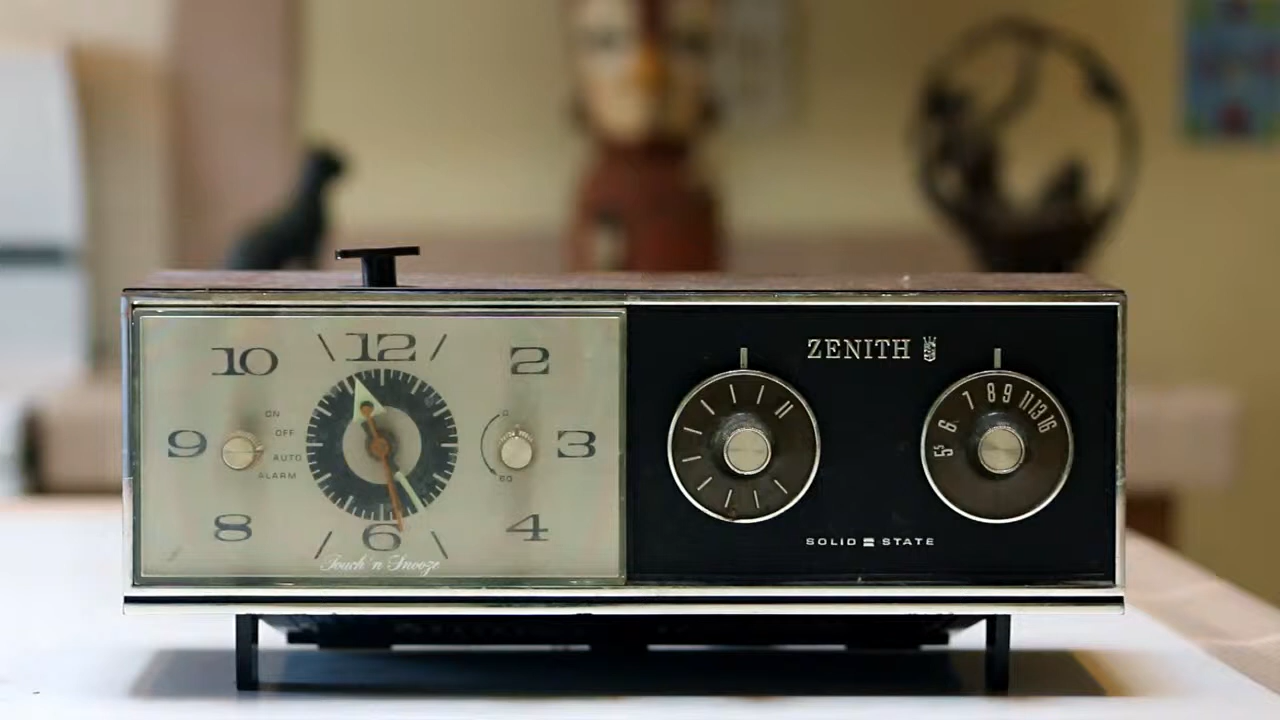 10 12 2
ON
OFF
AUTO
ALARM
9 3
8 6 4
60
Touch 'n Snooze
ZENITH
5⁵ 6 7 8 9 11 13 16
SOLID STATE